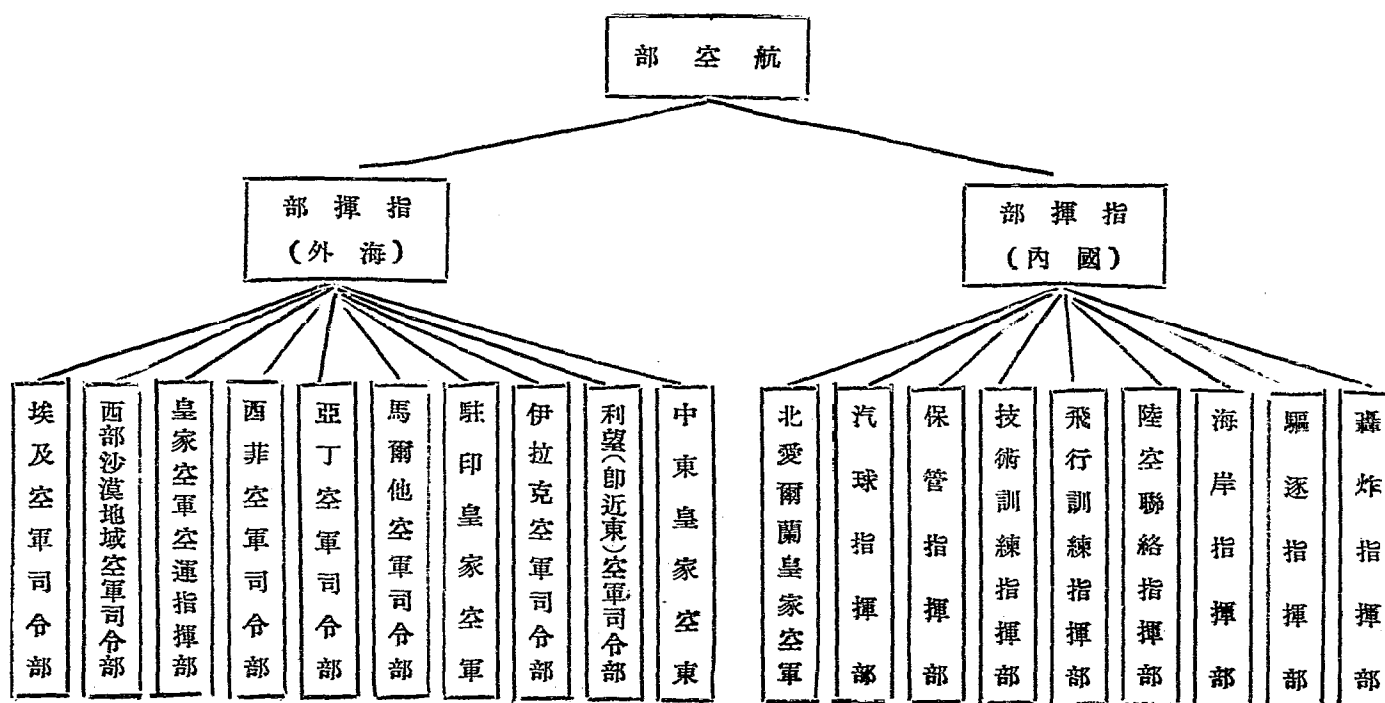 航空部
指揮部
(國內)
轟炸指揮部
驅逐指揮部
海岸指揮部
陸空聯絡指揮部
飛行訓練指揮部
技術訓練指揮部
保管指揮部
汽球指揮部
北愛爾蘭皇家空軍
指揮部
(海外)
中東皇家空東
利望(即近東)空軍司令部
伊拉克空軍司令部
駐印皇家空軍
馬爾他空軍司令部
亞丁空軍司令部
西菲空軍司令部
皇家空軍空運指揮部
西部沙漠地域空軍司令部
埃及空軍司令部